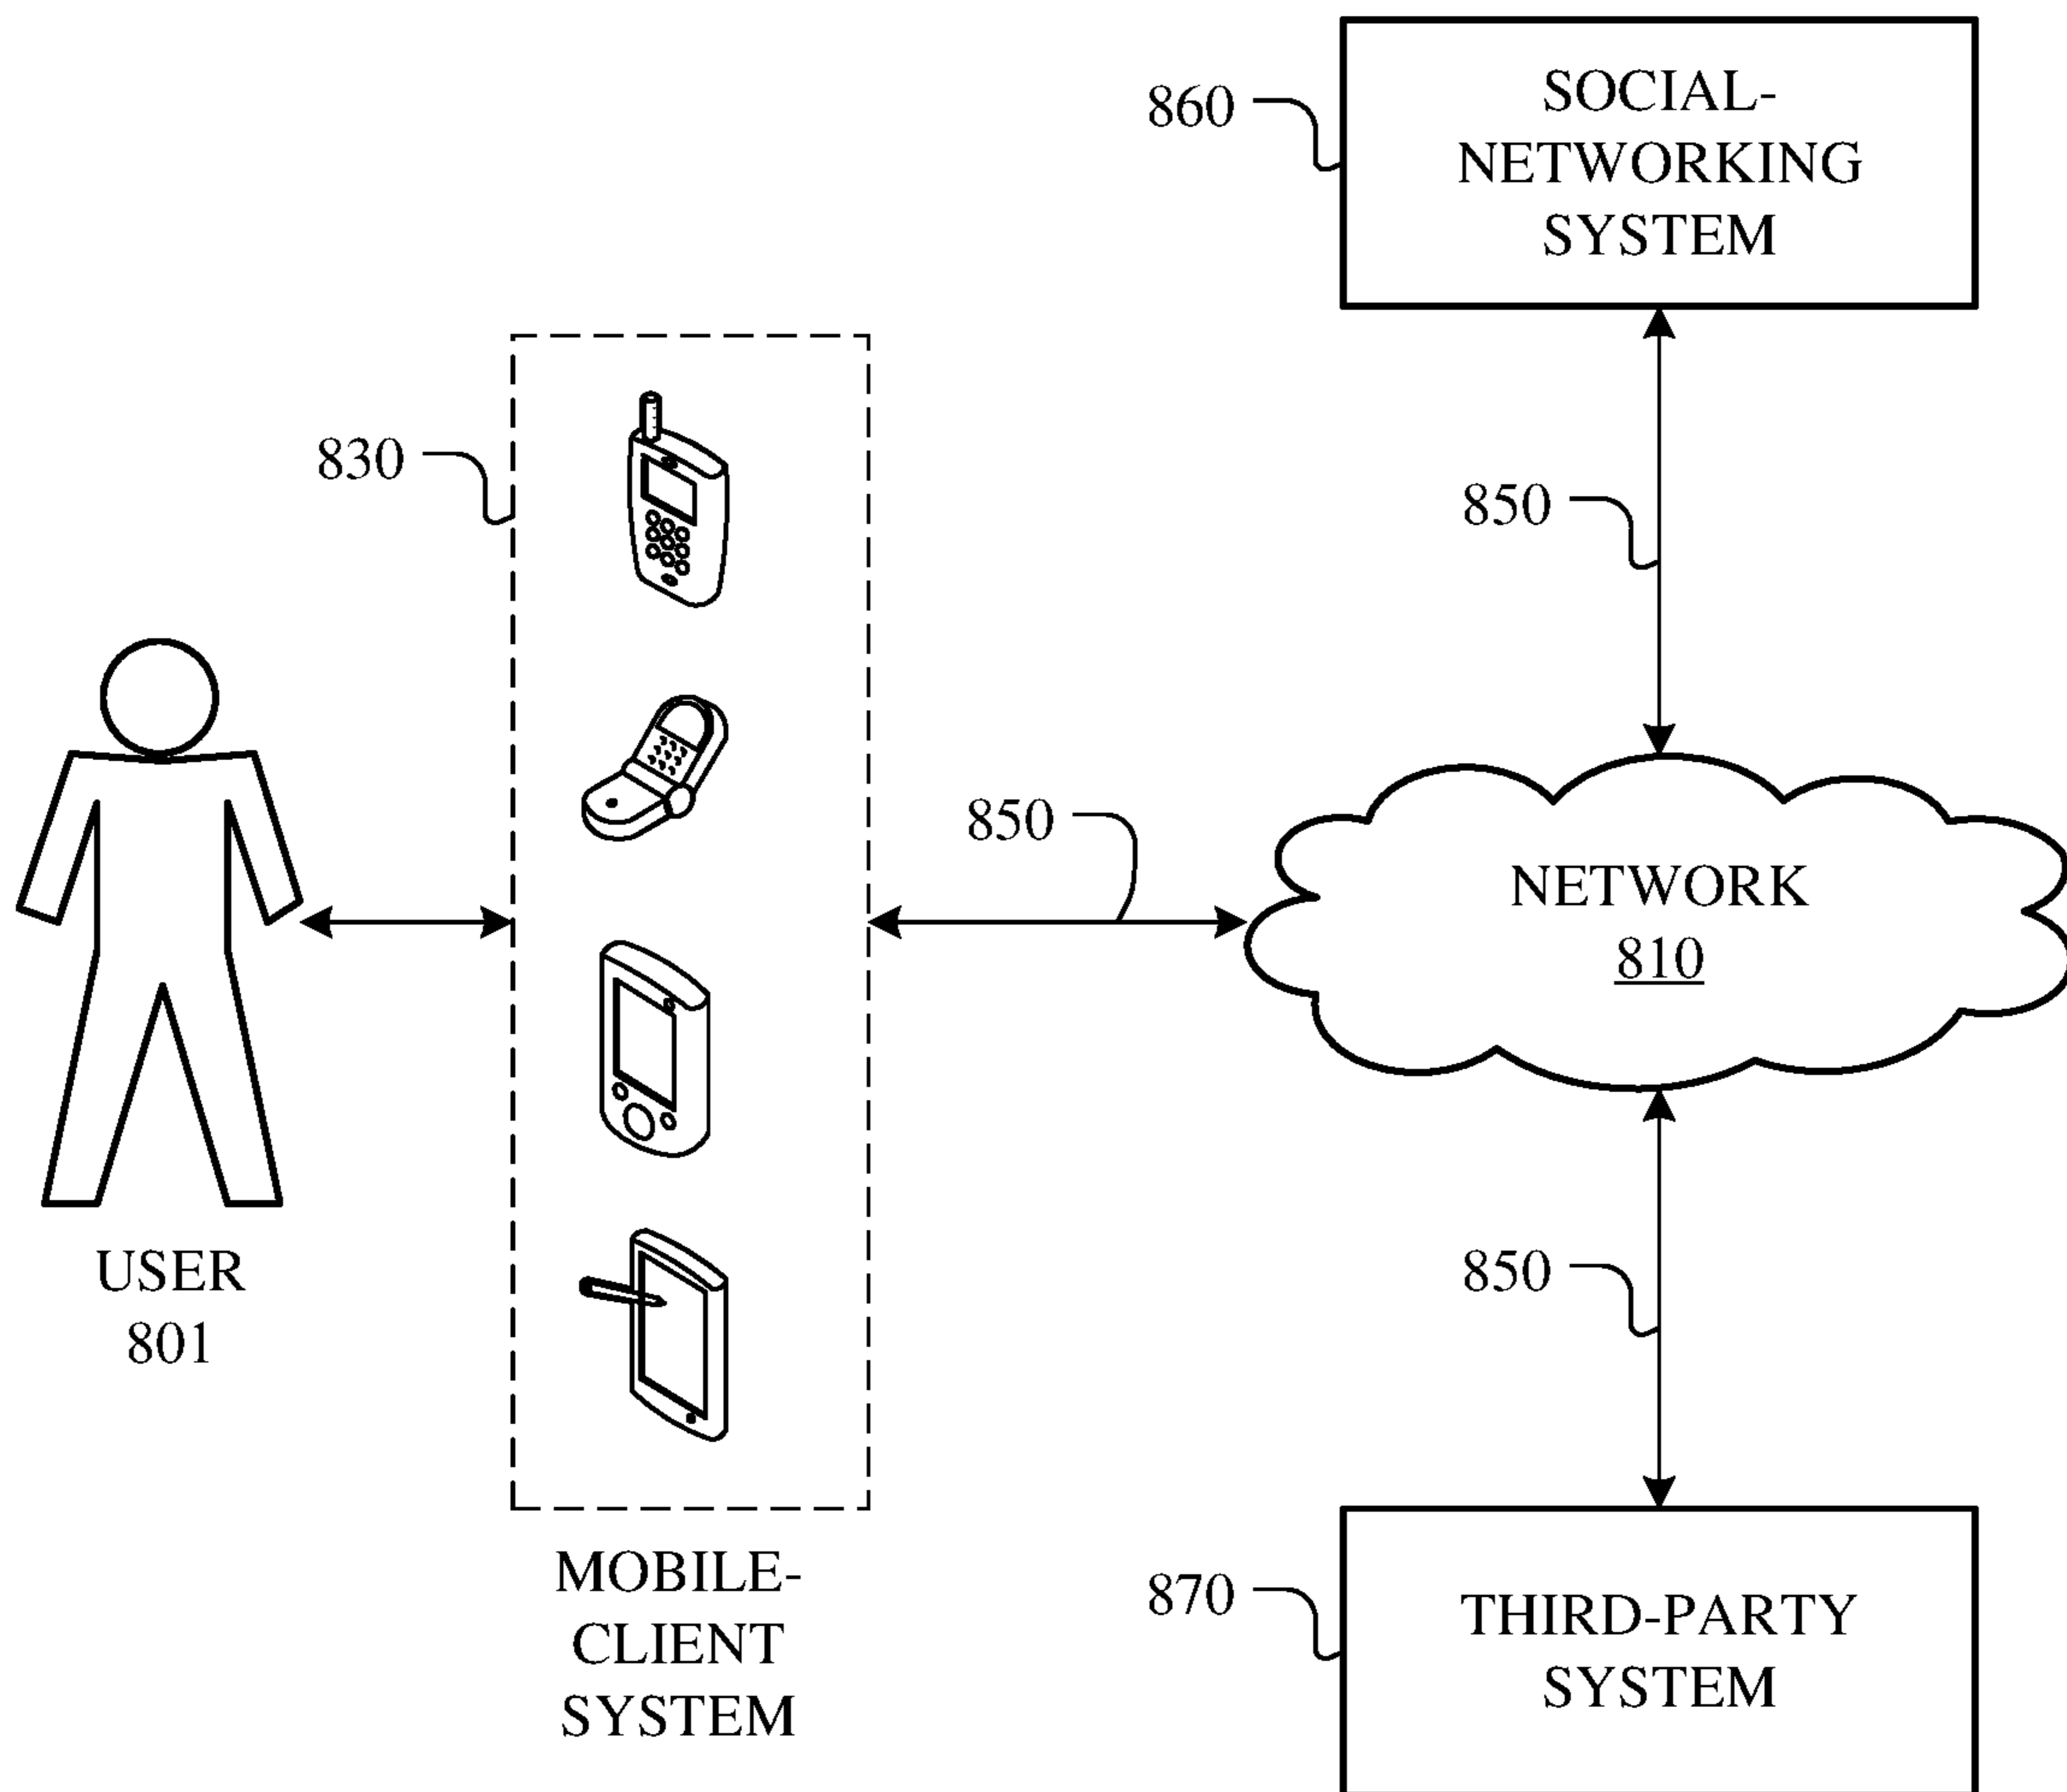 860
SOCIAL-
NETWORKING
SYSTEM
830
850
850
NETWORK
810
USER
801
850
MOBILE-
CLIENT
SYSTEM
870
THIRD-PARTY
SYSTEM